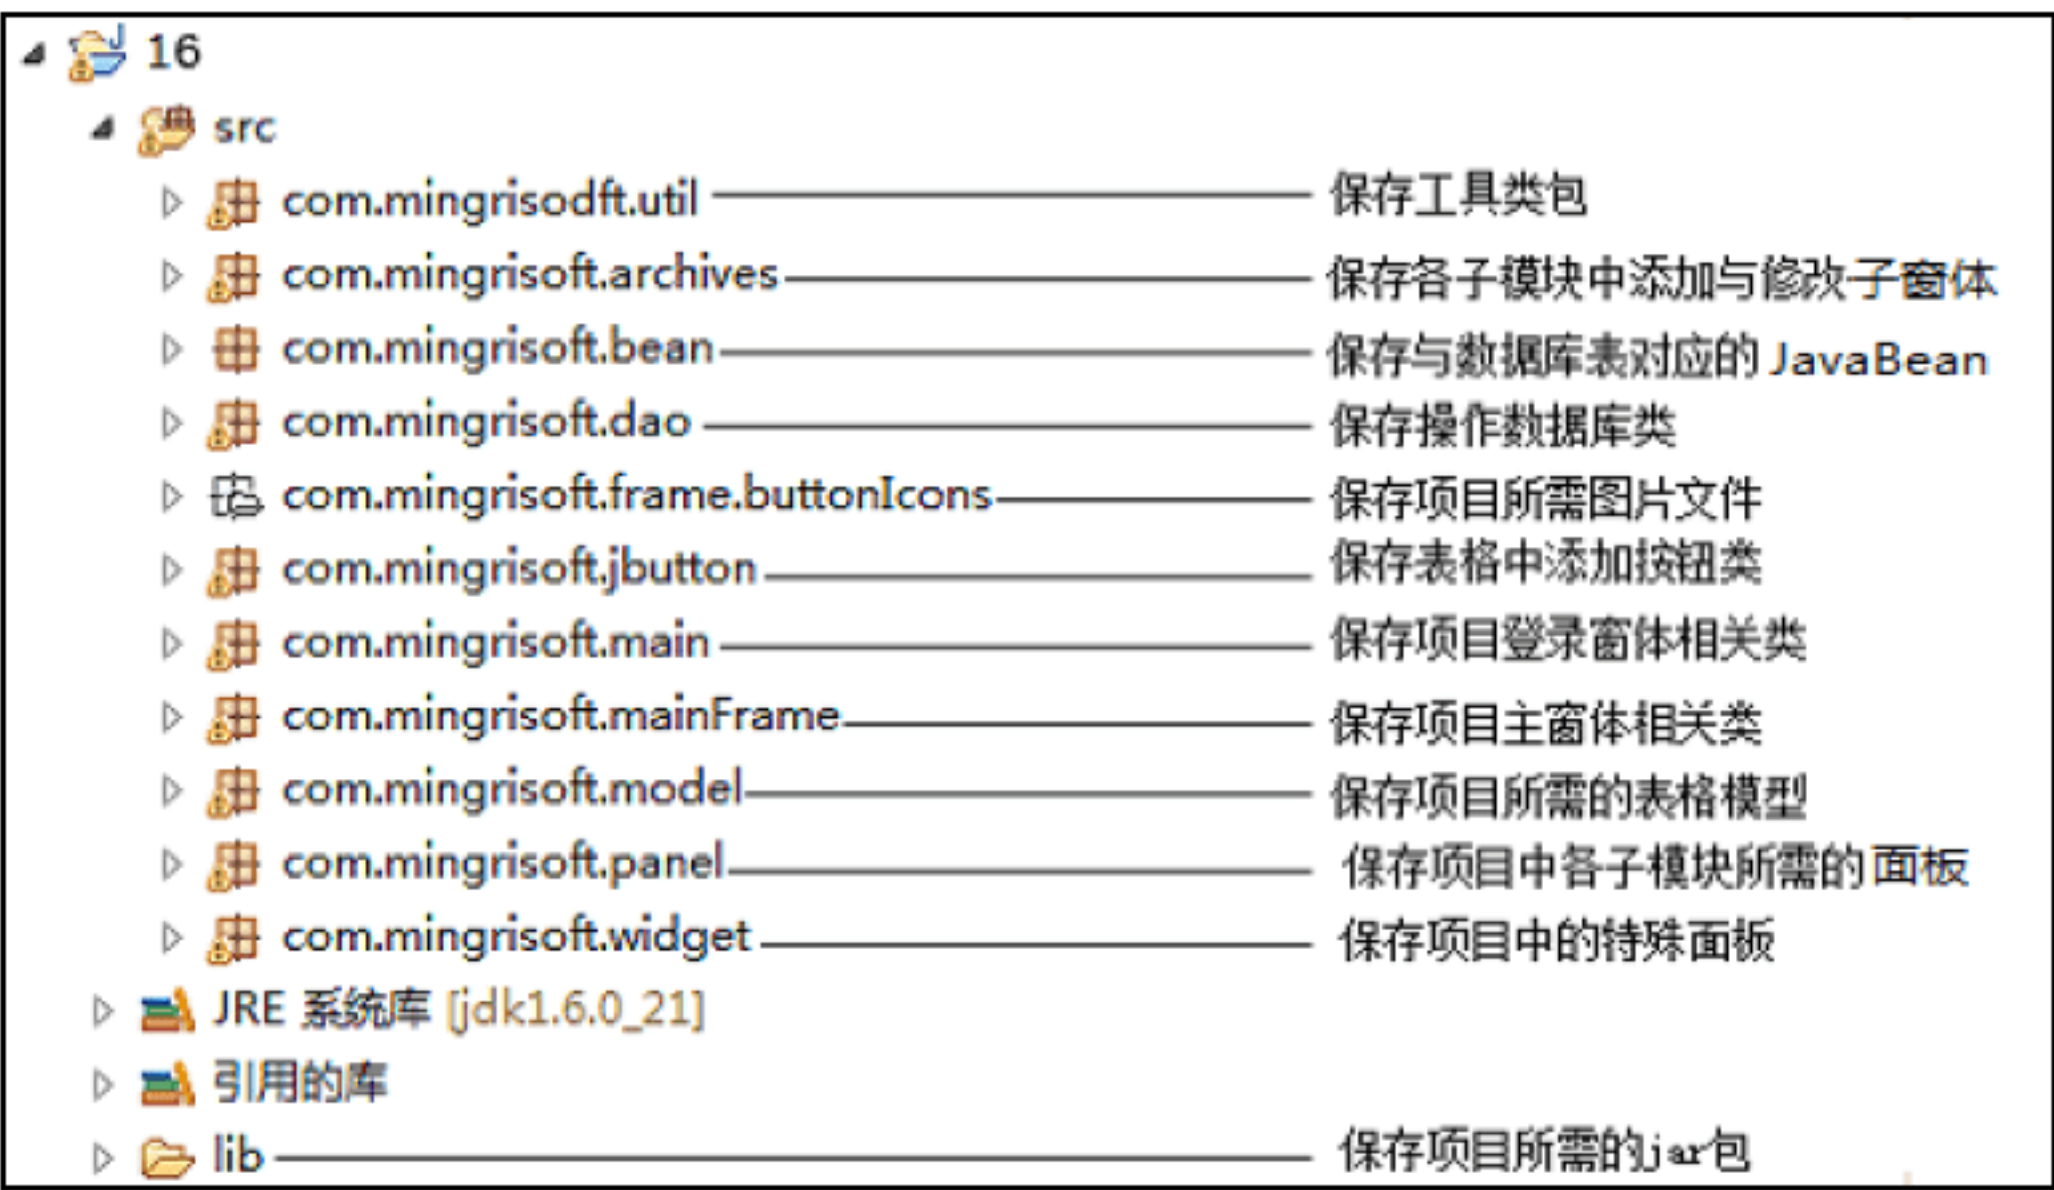 16
src
com.mingrisodft.util 保存工具类包
com.mingrisoft.archives 保存各子模块中添加与修改子窗体
com.mingrisoft.bean 保存与数据库表对应的 JavaBean
com.mingrisoft.dao 保存操作数据库类
com.mingrisoft.frame.buttonIcons 保存项目所需图片文件
com.mingrisoft.jbutton 保存表格中添加按钮类
com.mingrisoft.main 保存项目登录窗体相关类
com.mingrisoft.mainFrame 保存项目主窗体相关类
com.mingrisoft.model 保存项目所需的表格模型
com.mingrisoft.panel 保存项目中各子模块所需的面板
com.mingrisoft.widget 保存项目中的特殊面板
JRE 系统库 [jdk1.6.0_21]
引用的库
lib 保存项目所需的jar包